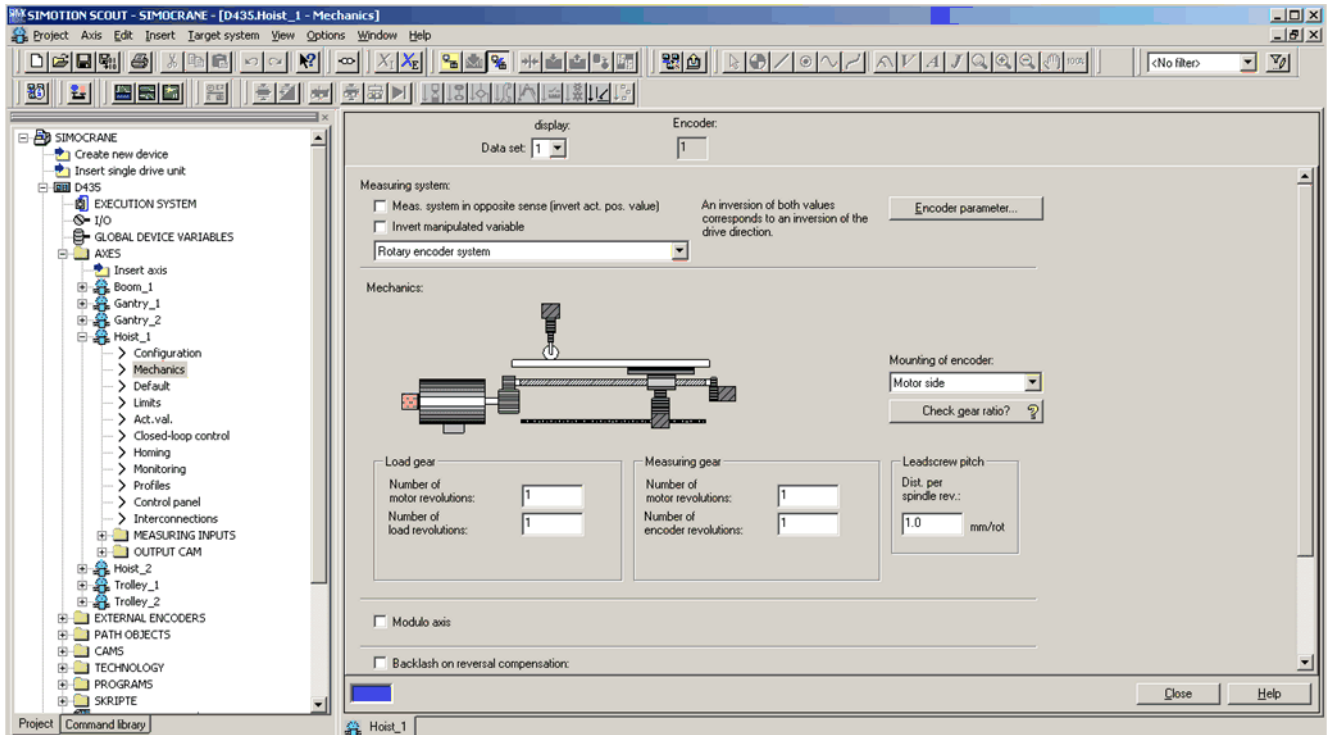 SIMOTION SCOUT - SIMOCRANE - [D435.Hoist_1 - Mechanics]
Project Axis Edit Insert Target system View Options Window Help
<No filter>
SIMOCRANE
Create new device
Insert single drive unit
D435
EXECUTION SYSTEM
I/O
GLOBAL DEVICE VARIABLES
AXES
Insert axis
Boom_1
Gantry_1
Gantry_2
Hoist_1
Configuration
Mechanics
Default
Limits
Act.val.
Closed-loop control
Homing
Monitoring
Profiles
Control panel
Interconnections
MEASURING INPUTS
OUTPUT CAM
Hoist_2
Trolley_1
Trolley_2
EXTERNAL ENCODERS
PATH OBJECTS
CAMS
TECHNOLOGY
PROGRAMS
SKRIPTE
Project Command library
display: Encoder:
Data set: 1 1
Measuring system:
Meas. system in opposite sense (invert act. pos. value)
Invert manipulated variable
Rotary encoder system
An inversion of both values
corresponds to an inversion of the
drive direction.
Encoder parameter...
Mechanics:
Mounting of encoder:
Motor side
Check gear ratio?
Load gear
Number of
motor revolutions: 1
Number of
load revolutions: 1
Measuring gear
Number of
motor revolutions: 1
Number of
encoder revolutions: 1
Leadscrew pitch
Dist. per
spindle rev.:
1.0 mm/rot
Modulo axis
Backlash on reversal compensation:
Close Help
Hoist_1